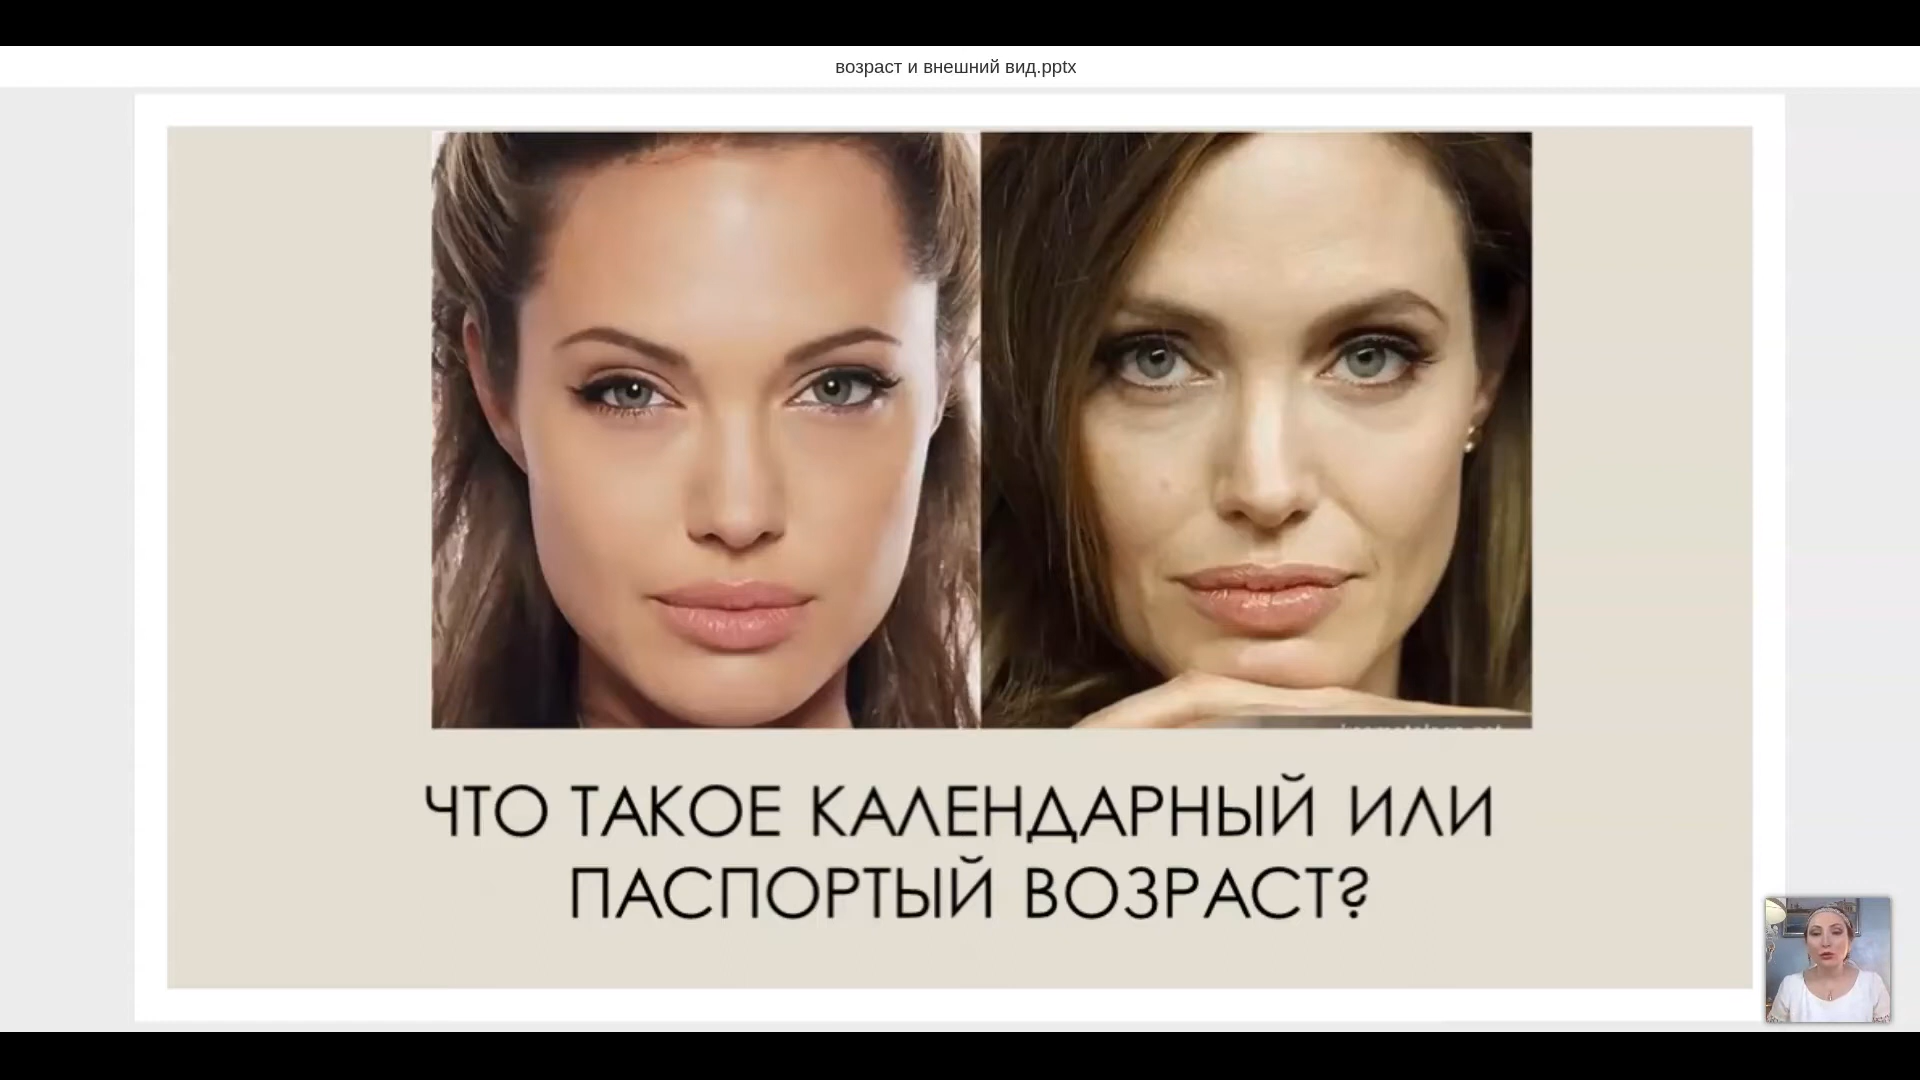 возраст и внешний вид.pptx
ЧТО ТАКОЕ КАЛЕНДАРНЫЙ ИЛИ
ПАСПОРТЫЙ ВОЗРАСТ?